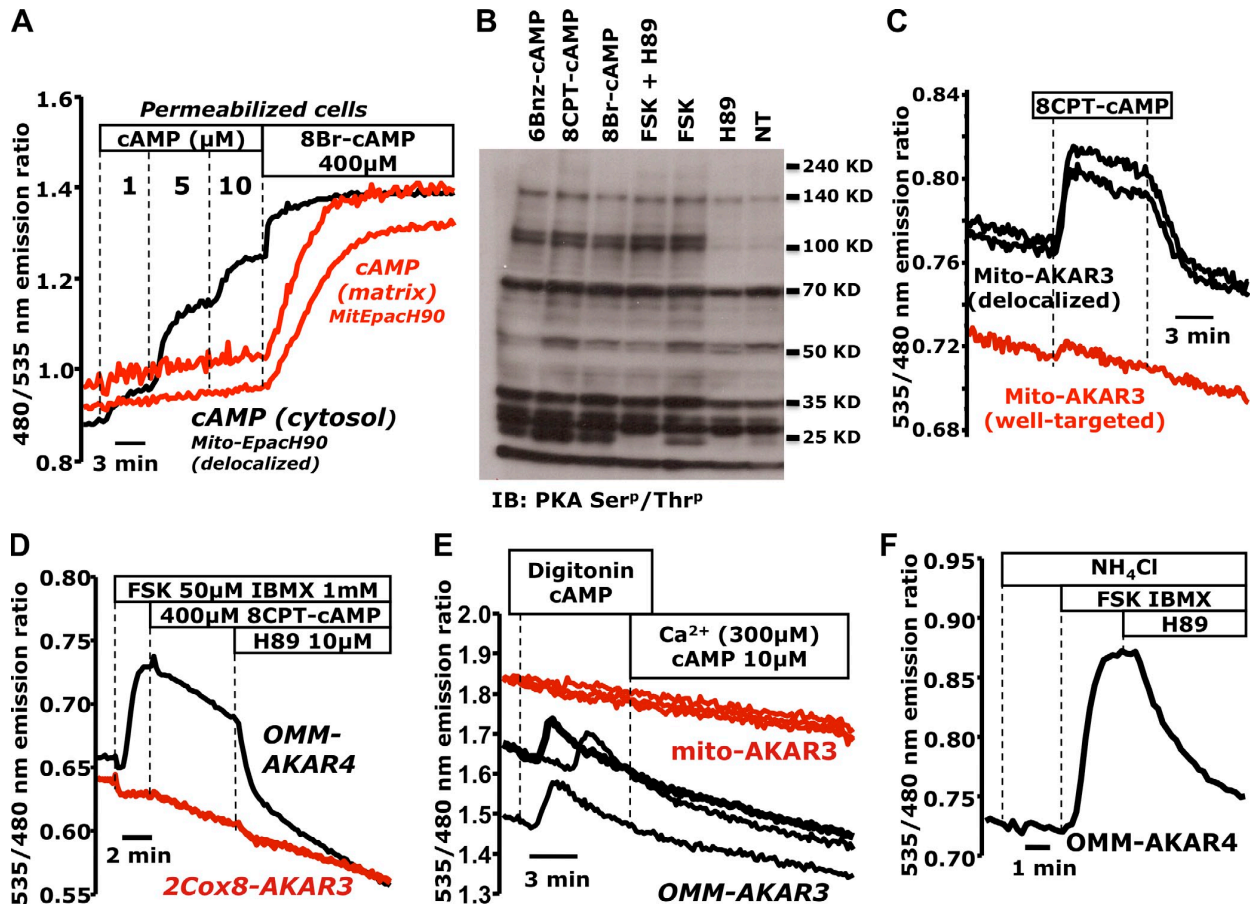 A
480/535 nm emission ratio
1.6
1.4
1.2
1.0
0.8
Permeabilized cells
cAMP (µM)
8Br-cAMP
400µM
1 5 10
cAMP
(matrix)
MitEpacH90
cAMP (cytosol)
Mito-EpacH90
(delocalized)
3 min
B
6Bnz-cAMP
8CPT-cAMP
8Br-cAMP
FSK + H89
FSK
H89
NT
240 KD
140 KD
100 KD
70 KD
50 KD
35 KD
25 KD
IB: PKA Serᵖ/Thrᵖ
C
535/480 nm emission ratio
0.84
0.80
0.76
0.72
0.68
8CPT-cAMP
Mito-AKAR3
(delocalized)
3 min
Mito-AKAR3
(well-targeted)
D
535/480 nm emission ratio
0.80
0.75
0.70
0.65
0.60
0.55
FSK 50µM IBMX 1mM
400µM 8CPT-cAMP
H89 10µM
OMM-
AKAR4
2 min
2Cox8-AKAR3
E
535/480 nm emission ratio
2.0
1.9
1.8
1.7
1.6
1.5
1.4
1.3
Digitonin
cAMP
Ca²⁺ (300µM)
cAMP 10µM
mito-AKAR3
3 min
OMM-AKAR3
F
535/480 nm emission ratio
0.95
0.90
0.85
0.80
0.75
0.70
NH₄Cl
FSK IBMX
H89
1 min
OMM-AKAR4